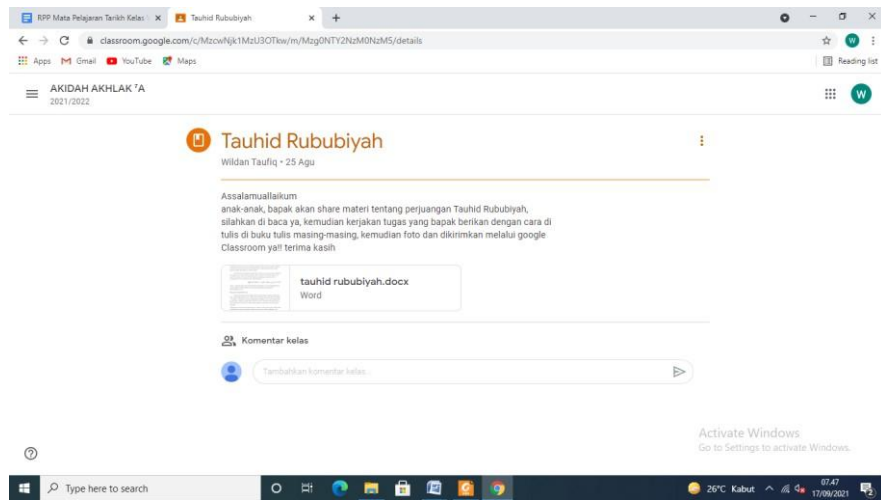 RPP Mata Pelajaran Tarikh Kelas
Tauhid Rububiyah
classroom.google.com/c/MzcwNjk1MzU3OTkw/m/Mzg0NTY2NzM0NzM5/details
Apps Gmail YouTube Maps Reading list
AKIDAH AKHLAK 7A
2021/2022
W
Tauhid Rububiyah
Wildan Taufiq • 25 Agu
Assalamuallaikum
anak-anak, bapak akan share materi tentang perjuangan Tauhid Rububiyah,
silahkan di baca ya, kemudian kerjakan tugas yang bapak berikan dengan cara di
tulis di buku tulis masing-masing, kemudian foto dan dikirimkan melalui google
Classroom ya!! terima kasih
tauhid rububiyah.docx
Word
Komentar kelas
Tambahkan komentar kelas...
Activate Windows
Go to Settings to activate Windows.
Type here to search
26°C Kabut
07.47
17/09/2021